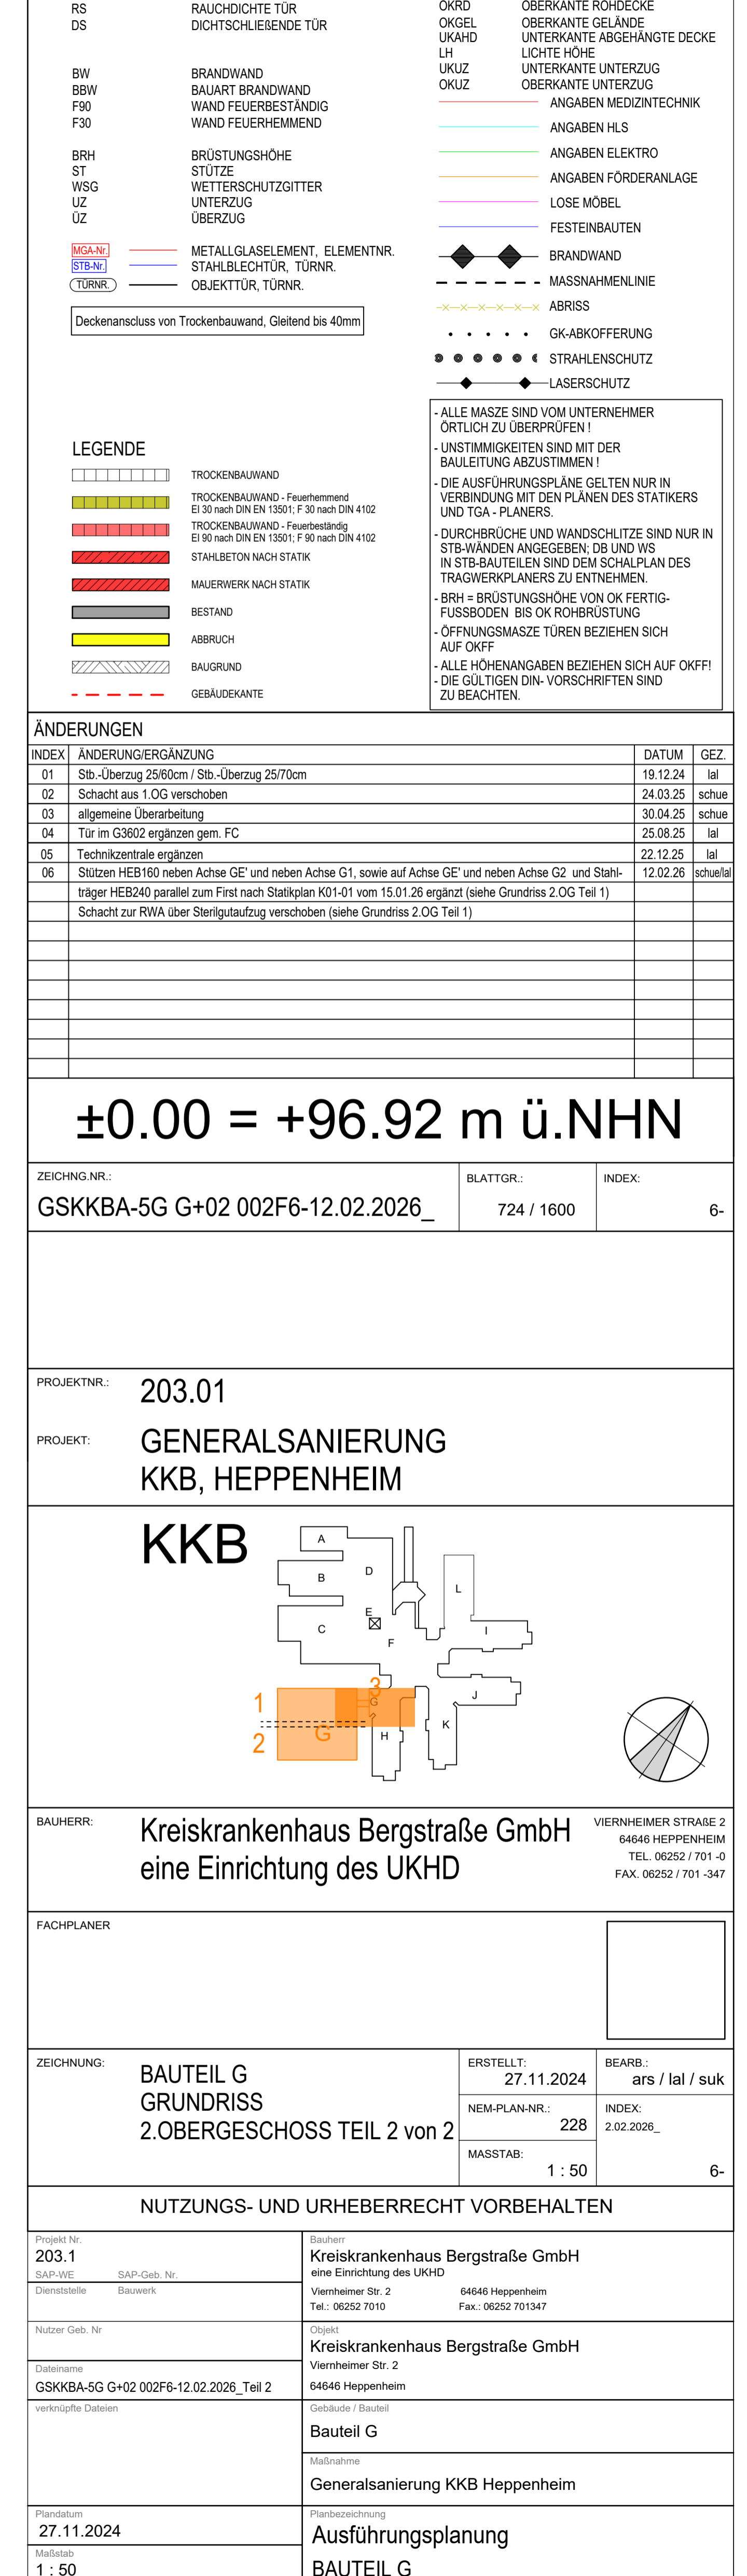 RS RAUCHDICHTE TÜR
DS DICHTSCHLIEßENDE TÜR
BW BRANDWAND
BBW BAUART BRANDWAND
F90 WAND FEUERBESTÄNDIG
F30 WAND FEUERHEMMEND
BRH BRÜSTUNGSHÖHE
ST STÜTZE
WSG WETTERSCHUTZGITTER
UZ UNTERZUG
ÜZ ÜBERZUG
MGA-Nr. METALLGLASELEMENT, ELEMENTNR.
STB-Nr. STAHLBLECHTÜR, TÜRNR.
TÜRNR. OBJEKTTÜR, TÜRNR.
Deckenanscluss von Trockenbauwand, Gleitend bis 40mm
OKRD OBERKANTE ROHDECKE
OKGEL OBERKANTE GELÄNDE
UKAHD UNTERKANTE ABGEHÄNGTE DECKE
LH LICHTE HÖHE
UKUZ UNTERKANTE UNTERZUG
OKUZ OBERKANTE UNTERZUG
ANGABEN MEDIZINTECHNIK
ANGABEN HLS
ANGABEN ELEKTRO
ANGABEN FÖRDERANLAGE
LOSE MÖBEL
FESTEINBAUTEN
BRANDWAND
MASSNAHMENLINIE
ABRISS
GK-ABKOFFERUNG
STRAHLENSCHUTZ
LASERSCHUTZ
LEGENDE
TROCKENBAUWAND
TROCKENBAUWAND - Feuerhemmend
EI 30 nach DIN EN 13501; F 30 nach DIN 4102
TROCKENBAUWAND - Feuerbeständig
EI 90 nach DIN EN 13501; F 90 nach DIN 4102
STAHLBETON NACH STATIK
MAUERWERK NACH STATIK
BESTAND
ABBRUCH
BAUGRUND
GEBÄUDEKANTE
- ALLE MASZE SIND VOM UNTERNEHMER
ÖRTLICH ZU ÜBERPRÜFEN !
- UNSTIMMIGKEITEN SIND MIT DER
BAULEITUNG ABZUSTIMMEN !
- DIE AUSFÜHRUNGSPLÄNE GELTEN NUR IN
VERBINDUNG MIT DEN PLÄNEN DES STATIKERS
UND TGA - PLANERS.
- DURCHBRÜCHE UND WANDSCHLITZE SIND NUR IN
STB-WÄNDEN ANGEGEBEN; DB UND WS
IN STB-BAUTEILEN SIND DEM SCHALPLAN DES
TRAGWERKPLANERS ZU ENTNEHMEN.
- BRH = BRÜSTUNGSHÖHE VON OK FERTIG-
FUSSBODEN BIS OK ROHBRÜSTUNG
- ÖFFNUNGSMASZE TÜREN BEZIEHEN SICH
AUF OKFF
- ALLE HÖHENANGABEN BEZIEHEN SICH AUF OKFF!
- DIE GÜLTIGEN DIN- VORSCHRIFTEN SIND
ZU BEACHTEN.
ÄNDERUNGEN
INDEX ÄNDERUNG/ERGÄNZUNG DATUM GEZ.
01 Stb.-Überzug 25/60cm / Stb.-Überzug 25/70cm 19.12.24 lal
02 Schacht aus 1.OG verschoben 24.03.25 schue
03 allgemeine Überarbeitung 30.04.25 schue
04 Tür im G3602 ergänzen gem. FC 25.08.25 lal
05 Technikzentrale ergänzen 22.12.25 lal
06 Stützen HEB160 neben Achse GE' und neben Achse G1, sowie auf Achse GE' und neben Achse G2 und Stahl- 12.02.26 schue/lal
träger HEB240 parallel zum First nach Statikplan K01-01 vom 15.01.26 ergänzt (siehe Grundriss 2.OG Teil 1)
Schacht zur RWA über Sterilgutaufzug verschoben (siehe Grundriss 2.OG Teil 1)
±0.00 = +96.92 m ü.NHN
ZEICHNG.NR.: BLATTGR.: INDEX:
GSKKBA-5G G+02 002F6-12.02.2026_ 724 / 1600 6-
PROJEKTNR.: 203.01
PROJEKT: GENERALSANIERUNG
KKB, HEPPENHEIM
KKB
A
B
D
L
E
C
I
F
3
J
1
G
G
K
H
2
BAUHERR: Kreiskrankenhaus Bergstraße GmbH
eine Einrichtung des UKHD
VIERNHEIMER STRAßE 2
64646 HEPPENHEIM
TEL. 06252 / 701 -0
FAX. 06252 / 701 -347
FACHPLANER
ZEICHNUNG: BAUTEIL G
GRUNDRISS
2.OBERGESCHOSS TEIL 2 von 2
ERSTELLT: 27.11.2024
BEARB.: ars / lal / suk
NEM-PLAN-NR.: 228
INDEX:
2.02.2026_
MASSTAB: 1 : 50
6-
NUTZUNGS- UND URHEBERRECHT VORBEHALTEN
Projekt Nr.
203.1
SAP-WE SAP-Geb. Nr.
Dienststelle Bauwerk
Nutzer Geb. Nr
Dateiname
GSKKBA-5G G+02 002F6-12.02.2026_Teil 2
verknüpfte Dateien
Plandatum
27.11.2024
Maßstab
1 : 50
Bauherr
Kreiskrankenhaus Bergstraße GmbH
eine Einrichtung des UKHD
Viernheimer Str. 2 64646 Heppenheim
Tel.: 06252 7010 Fax.: 06252 701347
Objekt
Kreiskrankenhaus Bergstraße GmbH
Viernheimer Str. 2
64646 Heppenheim
Gebäude / Bauteil
Bauteil G
Maßnahme
Generalsanierung KKB Heppenheim
Planbezeichnung
Ausführungsplanung
BAUTEIL G